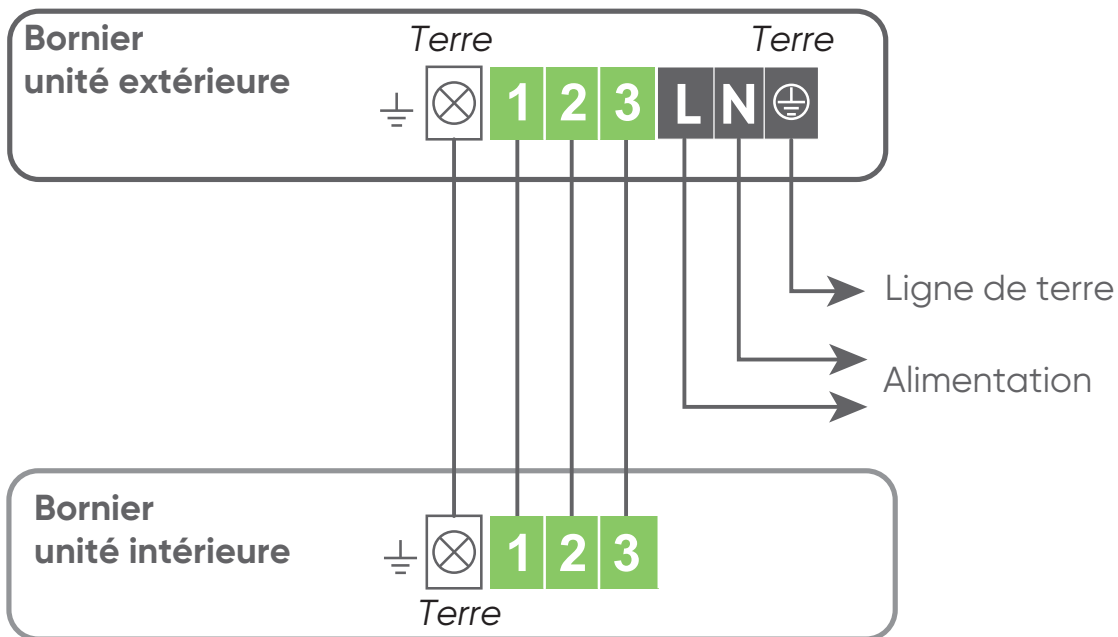 Bornier
unité extérieure
Terre
Terre
1 2 3 L N
Ligne de terre
Alimentation
Bornier
unité intérieure
1 2 3
Terre